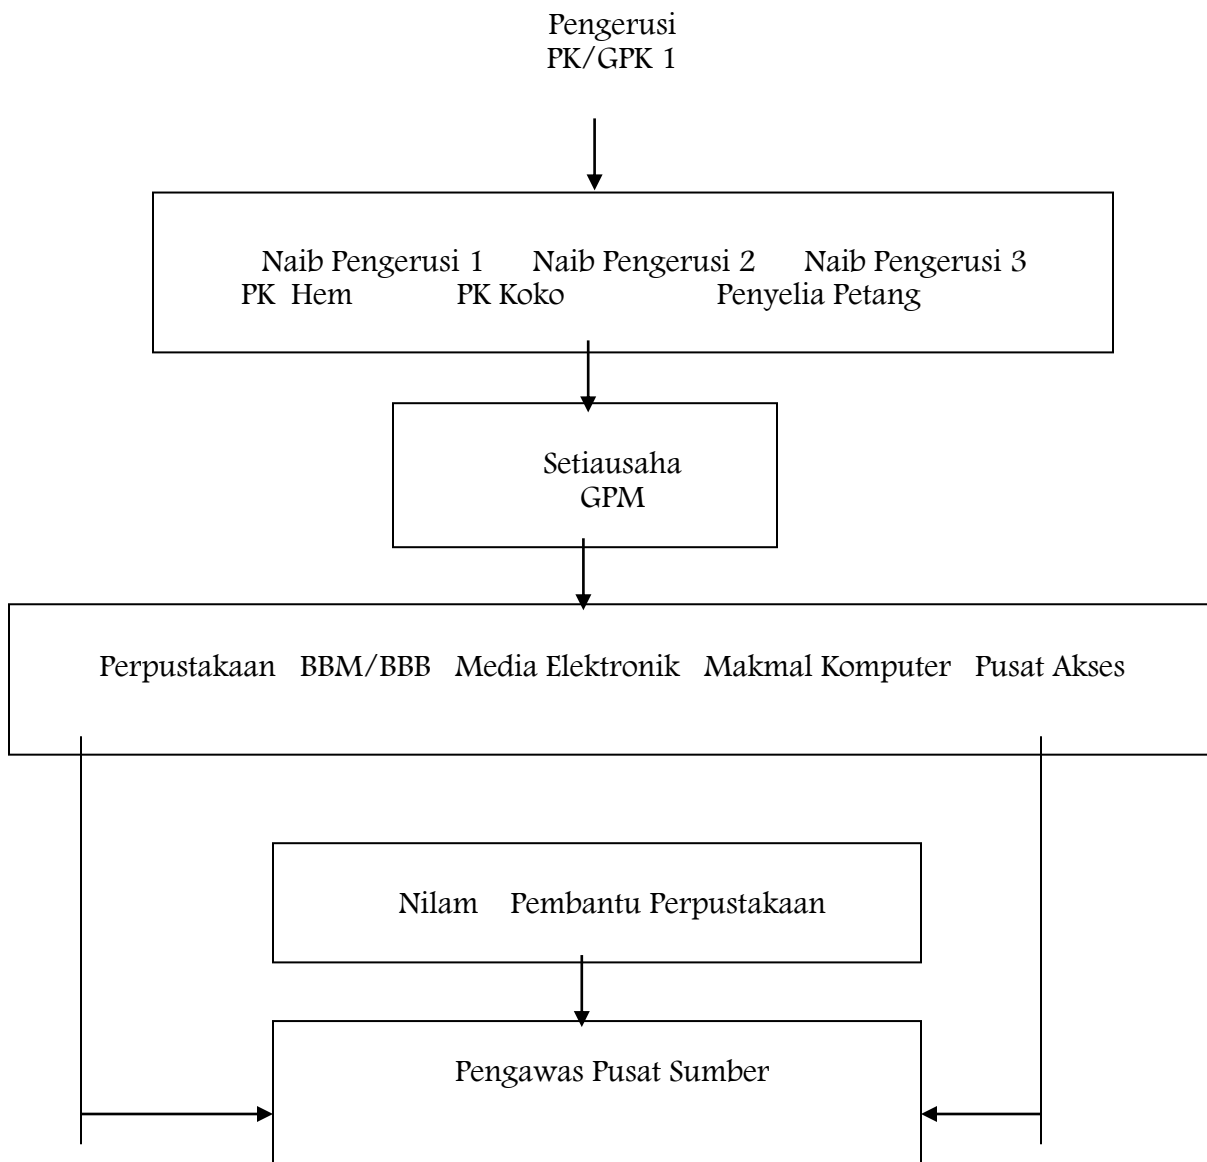 Pengerusi
PK/GPK 1
Naib Pengerusi 1 Naib Pengerusi 2 Naib Pengerusi 3
PK Hem PK Koko Penyelia Petang
Setiausaha
GPM
Perpustakaan BBM/BBB Media Elektronik Makmal Komputer Pusat Akses
Nilam Pembantu Perpustakaan
Pengawas Pusat Sumber